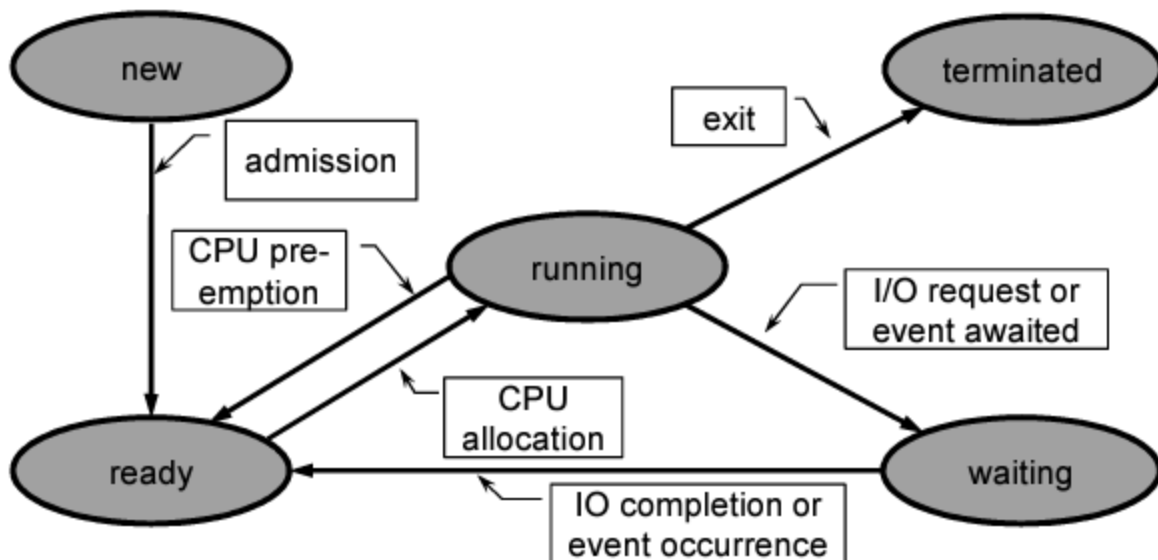 new
terminated
exit
admission
CPU pre-
emption
running
I/O request or
event awaited
CPU
allocation
ready
waiting
IO completion or
event occurrence